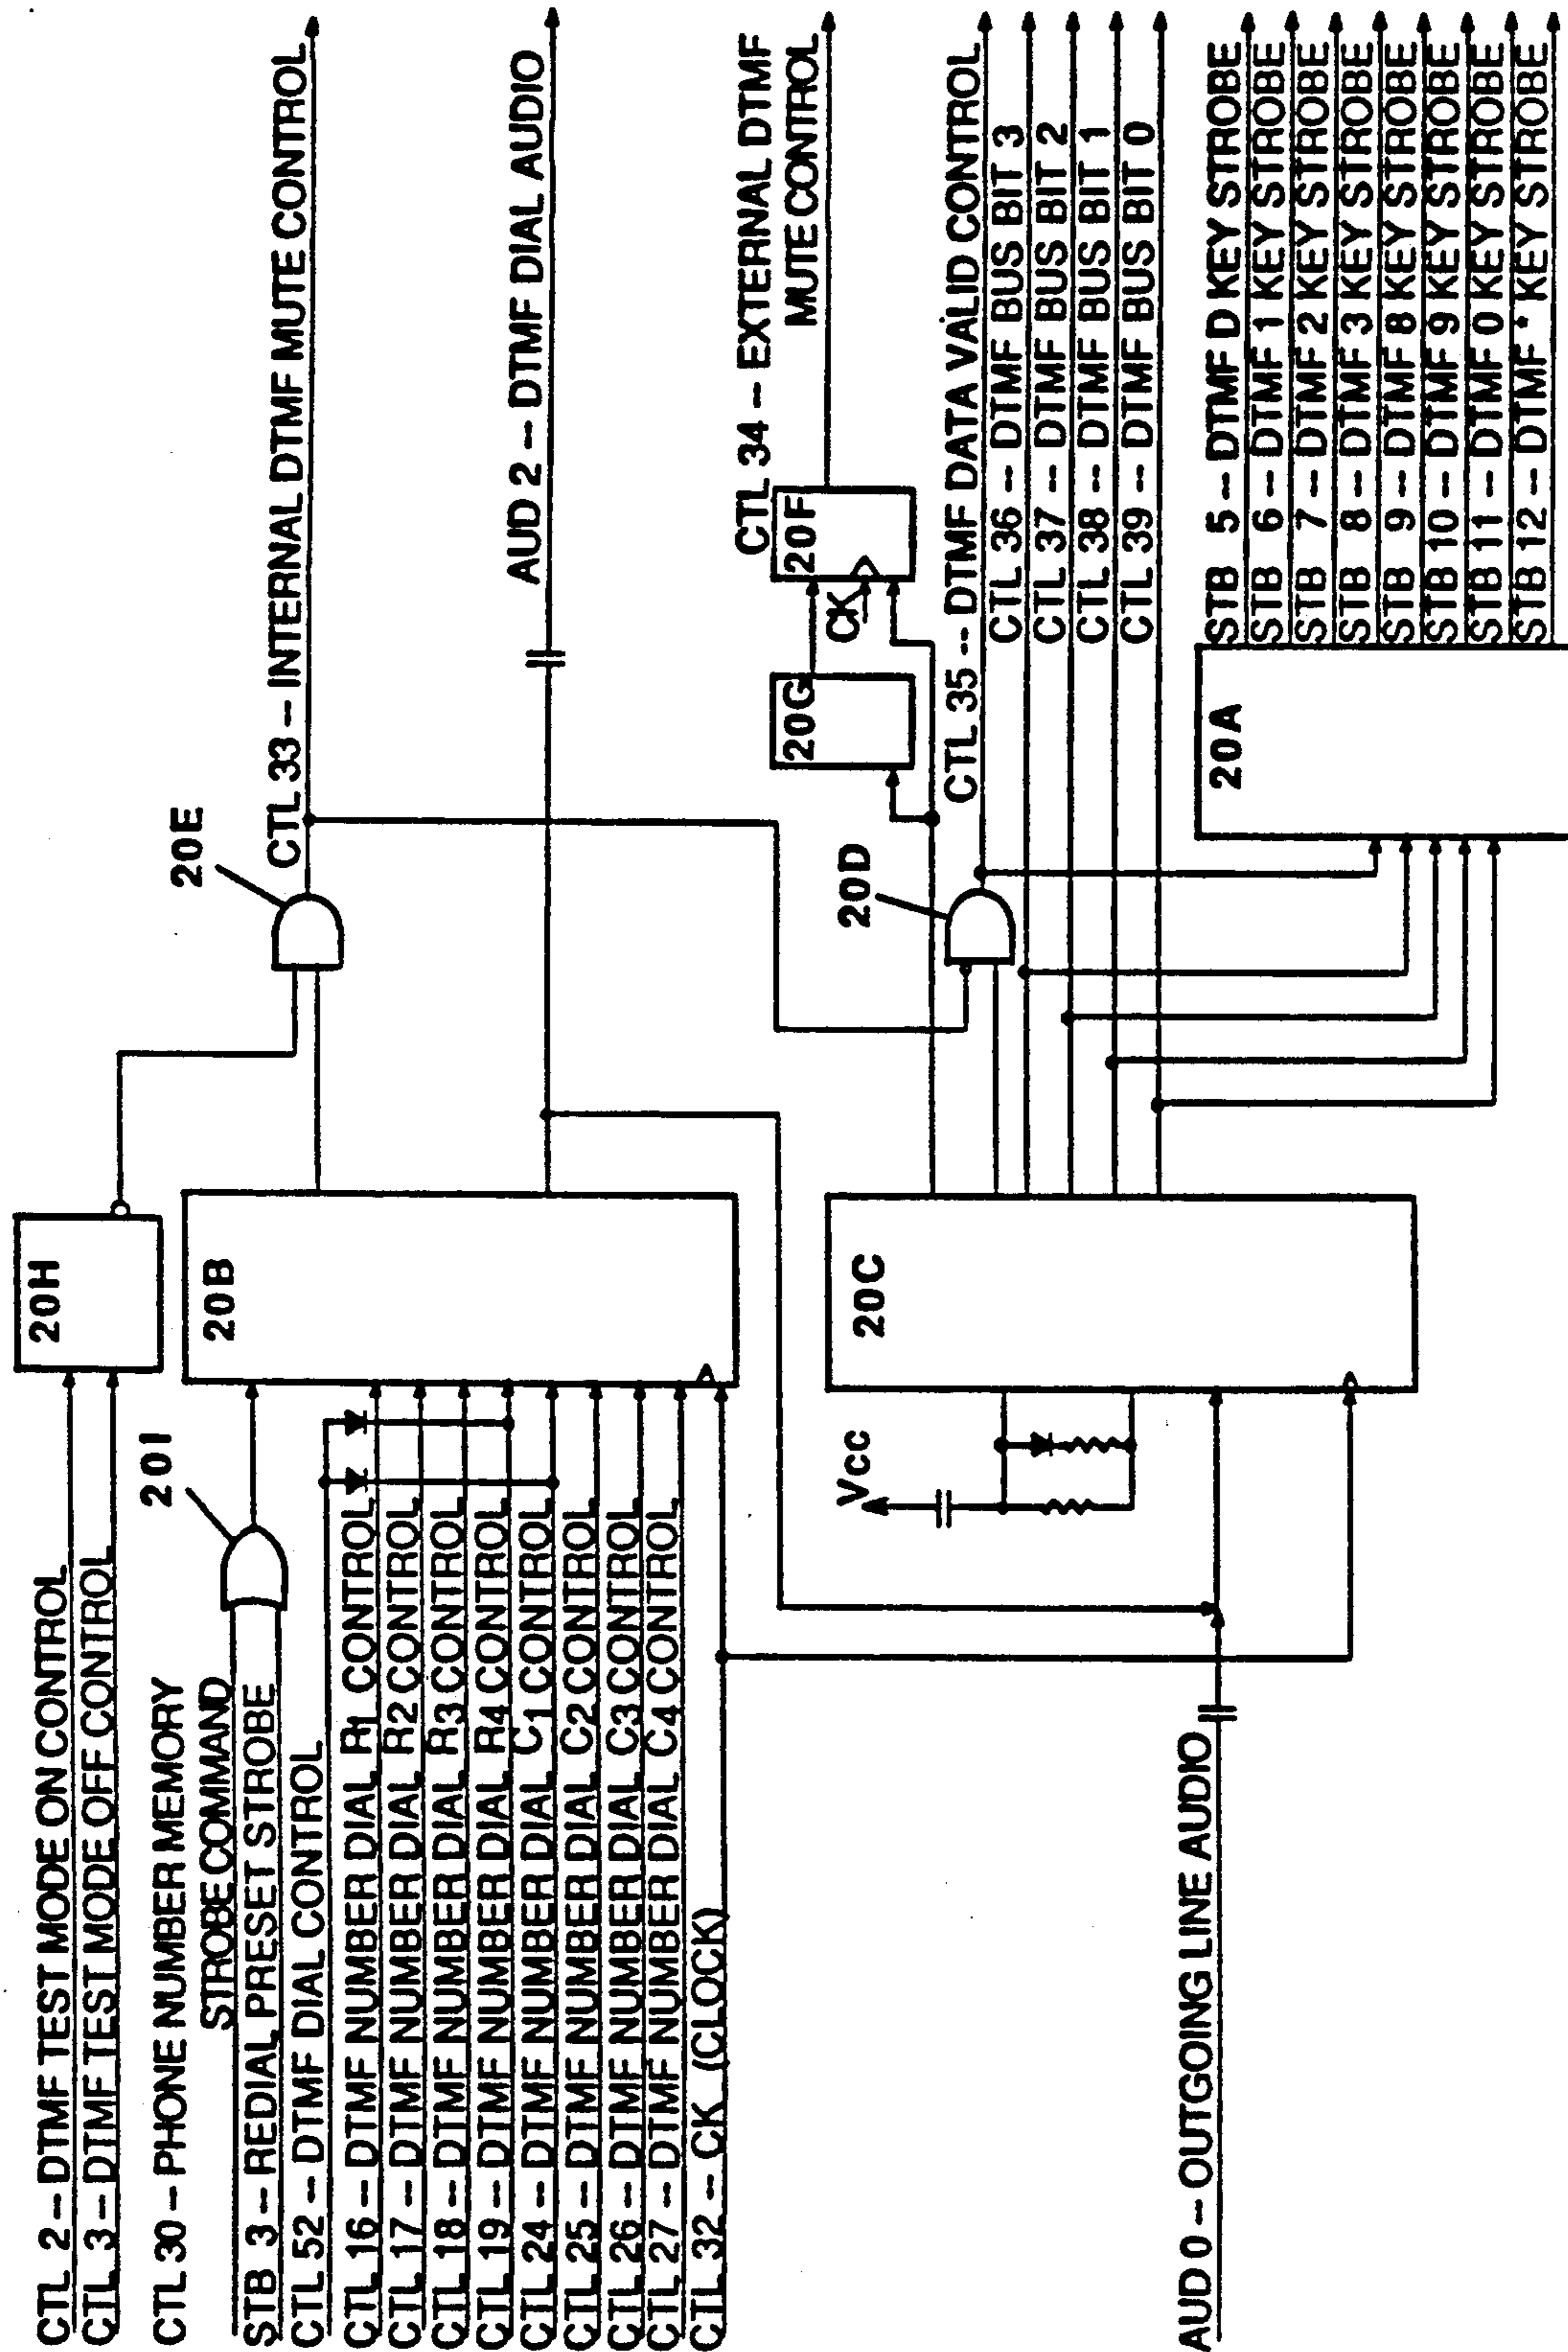 CTL 2 -- DTMF TEST MODE ON CONTROL
CTL 3 -- DTMF TEST MODE OFF CONTROL
20H
CTL 30 -- PHONE NUMBER MEMORY
STROBE COMMAND
STB 3 -- REDIAL PRESET STROBE
20I
20B
CTL 52 -- DTMF DIAL CONTROL
CTL 16 -- DTMF NUMBER DIAL R1 CONTROL
CTL 17 -- DTMF NUMBER DIAL R2 CONTROL
CTL 18 -- DTMF NUMBER DIAL R3 CONTROL
CTL 19 -- DTMF NUMBER DIAL R4 CONTROL
CTL 24 -- DTMF NUMBER DIAL C1 CONTROL
CTL 25 -- DTMF NUMBER DIAL C2 CONTROL
CTL 26 -- DTMF NUMBER DIAL C3 CONTROL
CTL 27 -- DTMF NUMBER DIAL C4 CONTROL
CTL 32 -- CK (CLOCK)
20E
CTL 33 -- INTERNAL DTMF MUTE CONTROL
AUD 2 -- DTMF DIAL AUDIO
Vcc
20C
AUD 0 -- OUTGOING LINE AUDIO
20G
CK
20F
CTL 34 -- EXTERNAL DTMF
MUTE CONTROL
20D
CTL 35 -- DTMF DATA VALID CONTROL
CTL 36 -- DTMF BUS BIT 3
CTL 37 -- DTMF BUS BIT 2
CTL 38 -- DTMF BUS BIT 1
CTL 39 -- DTMF BUS BIT 0
20A
STB 5 -- DTMF D KEY STROBE
STB 6 -- DTMF 1 KEY STROBE
STB 7 -- DTMF 2 KEY STROBE
STB 8 -- DTMF 3 KEY STROBE
STB 9 -- DTMF 8 KEY STROBE
STB 10 -- DTMF 9 KEY STROBE
STB 11 -- DTMF 0 KEY STROBE
STB 12 -- DTMF * KEY STROBE